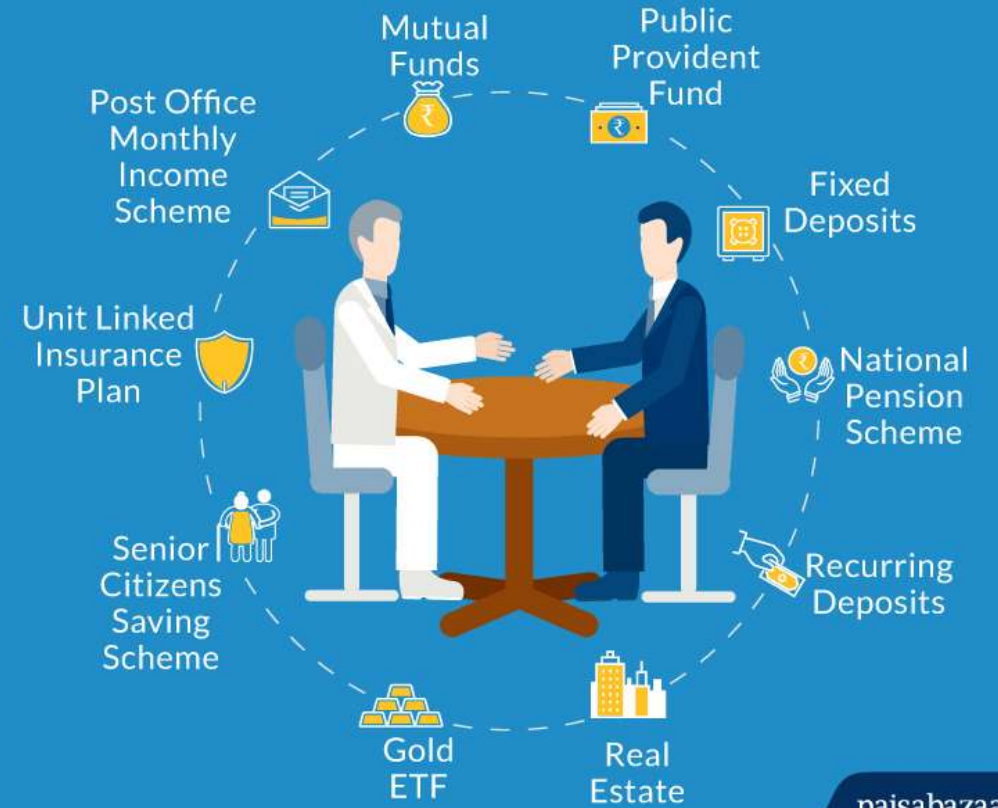 Mutual
Funds
Public
Provident
Fund
Fixed
Deposits
National
Pension
Scheme
Recurring
Deposits
Real
Estate
Gold
ETF
Senior
Citizens
Saving
Scheme
Unit Linked
Insurance
Plan
Post Office
Monthly
Income
Scheme